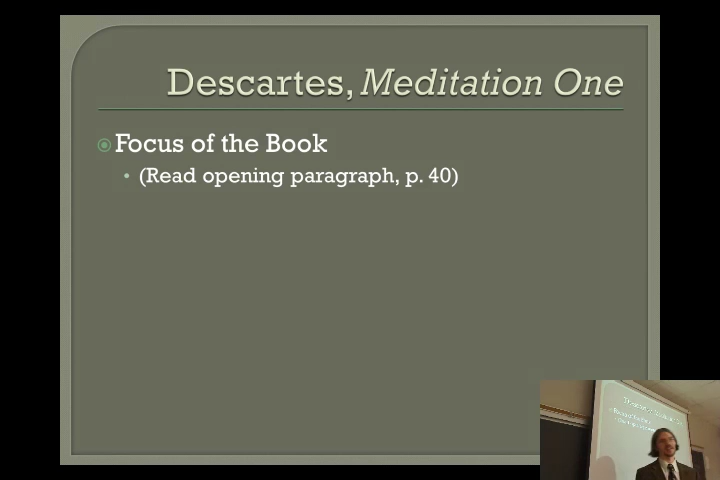 Descartes, Meditation One
Focus of the Book
(Read opening paragraph, p. 40)